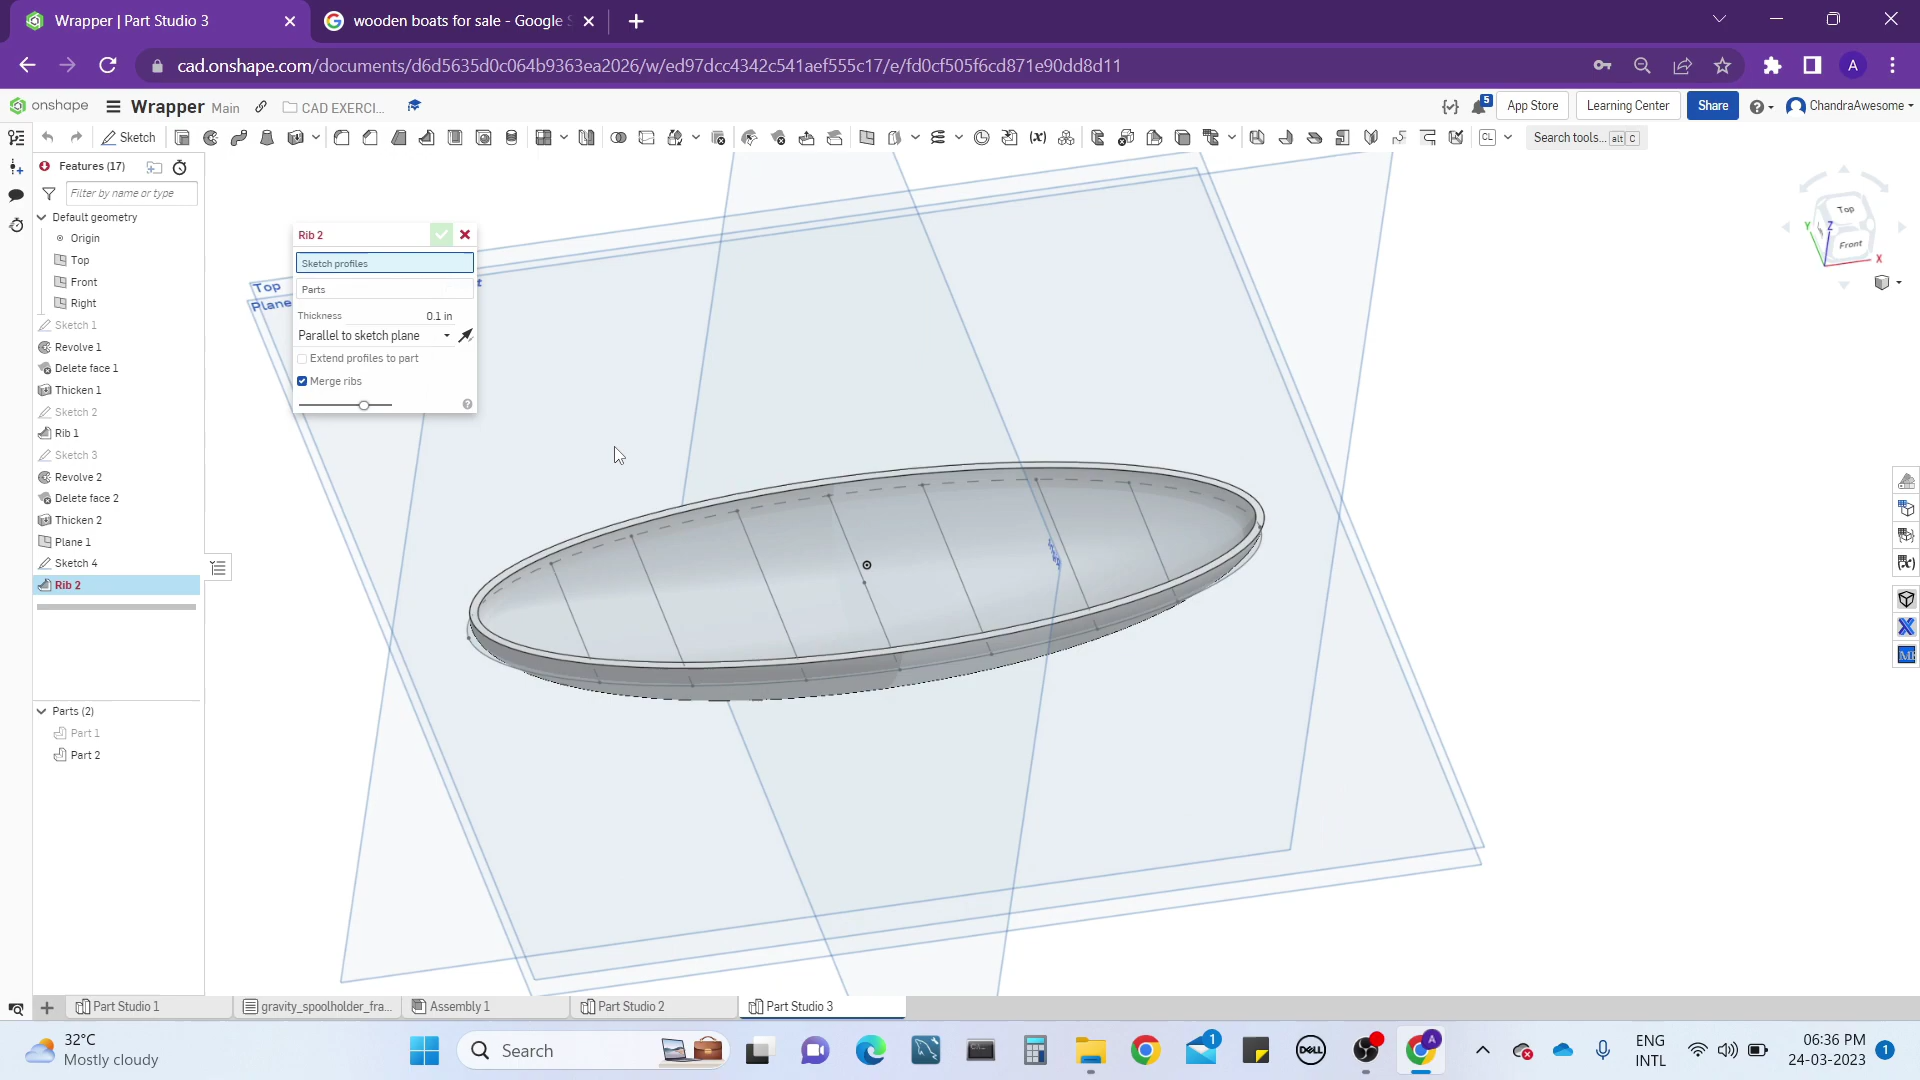 Wrapper | Part Studio 3
wooden boats for sale - Google S
cad.onshape.com/documents/d6d5635d0c064b9363ea2026/w/ed97dcc4342c541aef555c17/e/fd0cf505f6cd871e90dd8d11
A
onshape
Wrapper Main
CAD EXERCI...
5
App Store
Learning Center
Share
ChandraAwesome
Sketch
CL
Search tools... alt C
Features (17)
Filter by name or type
Default geometry
Origin
Top
Front
Right
Sketch 1
Revolve 1
Delete face 1
Thicken 1
Sketch 2
Rib 1
Sketch 3
Revolve 2
Delete face 2
Thicken 2
Plane 1
Sketch 4
Rib 2
Parts (2)
Part 1
Part 2
Rib 2
Sketch profiles
Parts
Thickness 0.1 in
Parallel to sketch plane
Extend profiles to part
Merge ribs
Top
Plane
Top
Front
Z
Y
X
Part Studio 1
gravity_spoolholder_fra...
Assembly 1
Part Studio 2
Part Studio 3
32°C
Mostly cloudy
Search
1
DELL
A
ENG
INTL
06:36 PM
24-03-2023
1